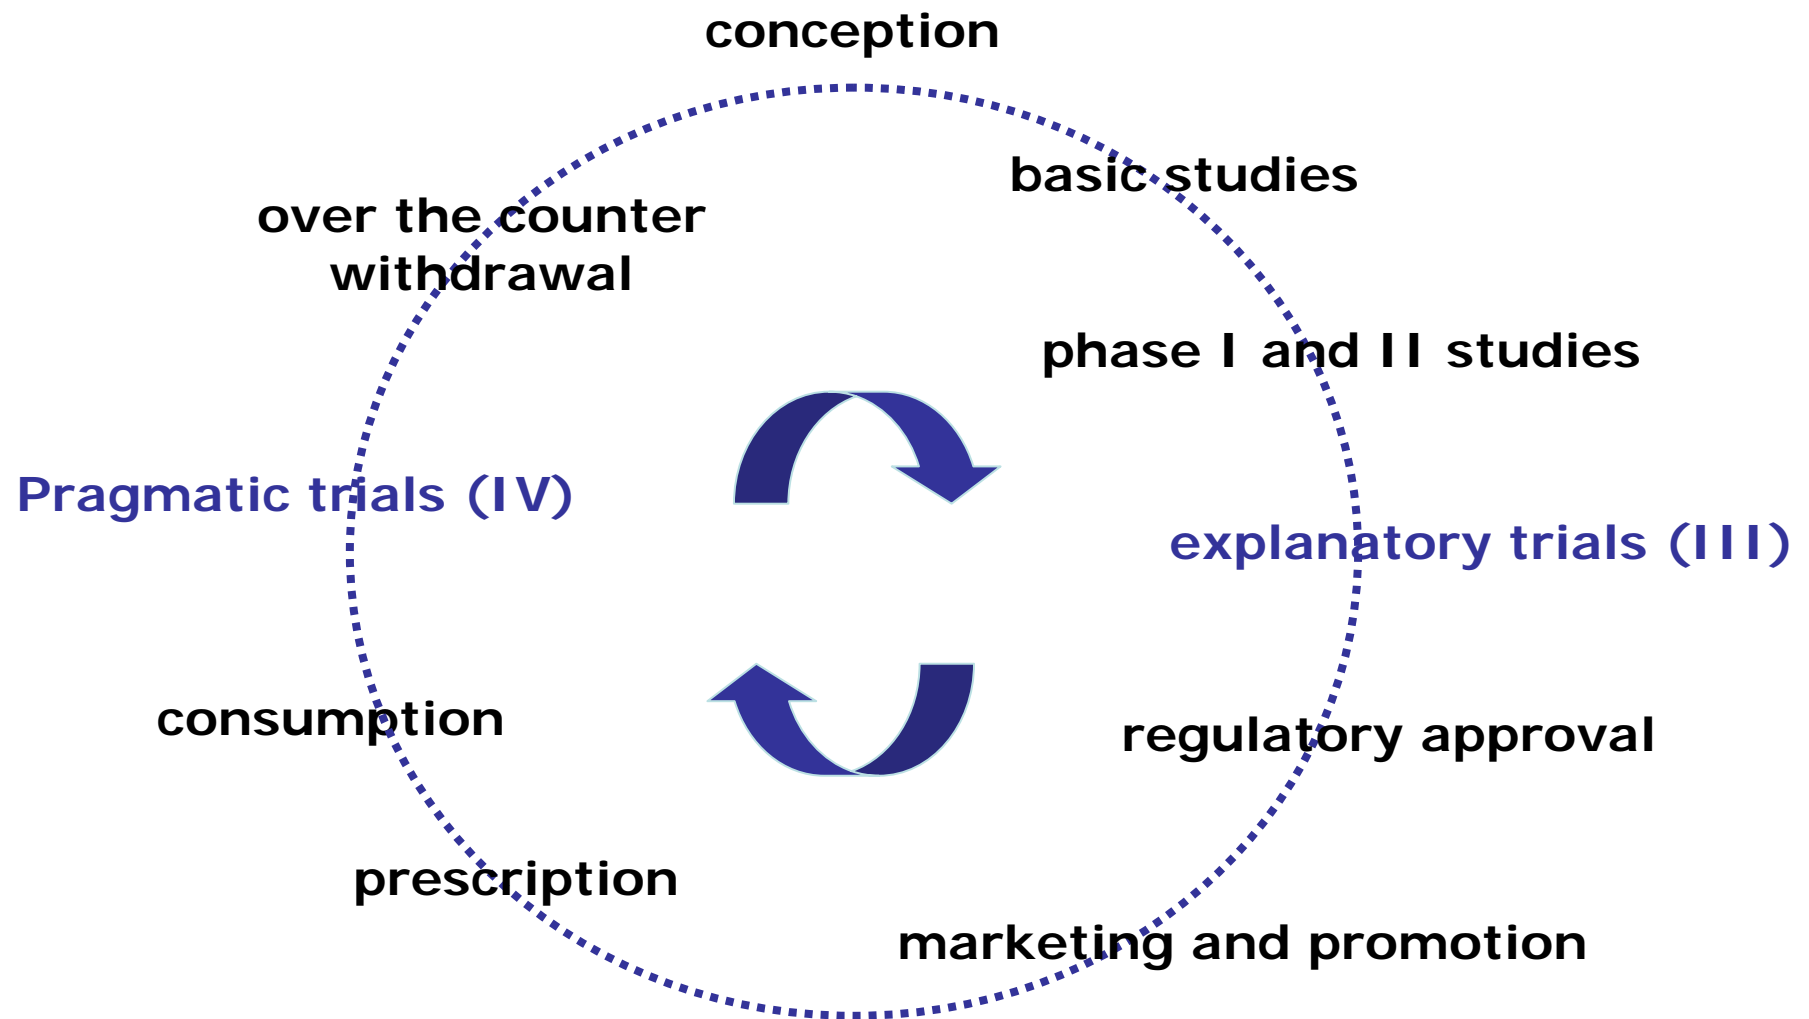 conception
basic studies
over the counter
withdrawal
phase I and II studies
Pragmatic trials (IV)
explanatory trials (III)
consumption
regulatory approval
prescription
marketing and promotion